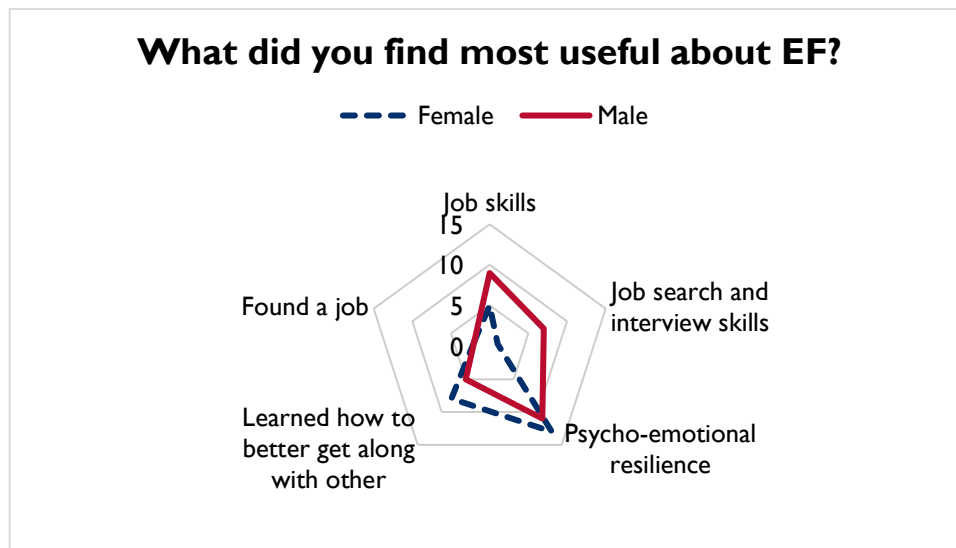 What did you find most useful about EF?
Female Male
Job skills
15
10
5
0
Job search and
interview skills
Psycho-emotional
resilience
Learned how to
better get along
with other
Found a job